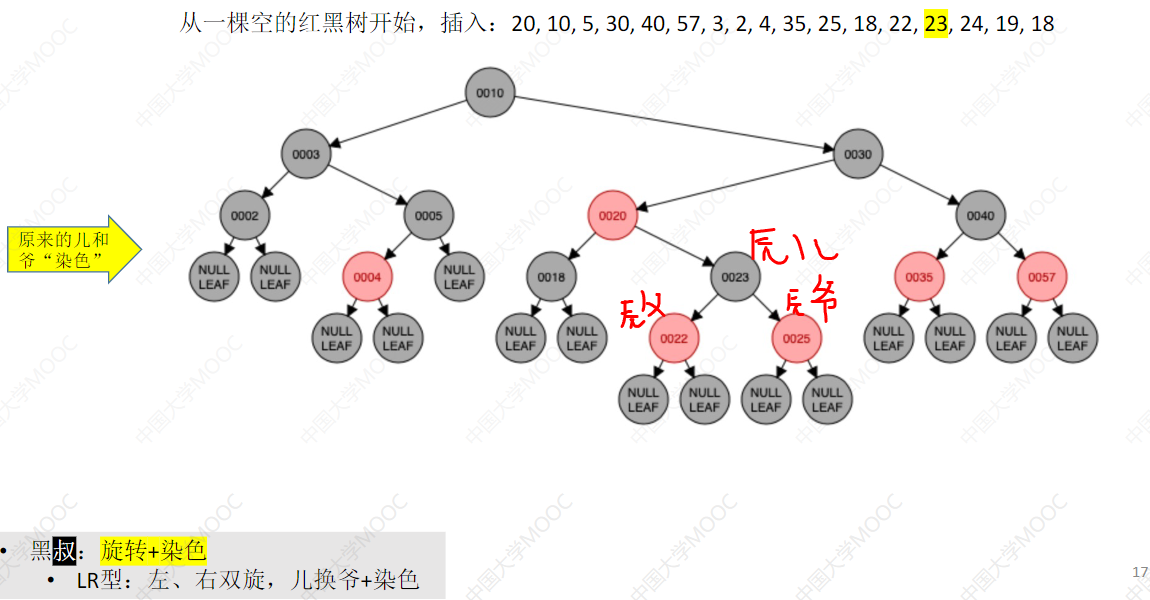 从一棵空的红黑树开始，插入：20, 10, 5, 30, 40, 57, 3, 2, 4, 35, 25, 18, 22, 23, 24, 19, 18
0010
0003
0030
0002
0005
0020
0040
原来的儿和
爷“染色”
原儿
NULL
LEAF
NULL
LEAF
0004
NULL
LEAF
0018
0023
0035
0057
原父
原爷
NULL
LEAF
NULL
LEAF
NULL
LEAF
NULL
LEAF
0022
0025
NULL
LEAF
NULL
LEAF
NULL
LEAF
NULL
LEAF
NULL
LEAF
NULL
LEAF
NULL
LEAF
NULL
LEAF
• 黑叔：旋转+染色
• LR型：左、右双旋，儿换爷+染色
17
中国大学MOOC